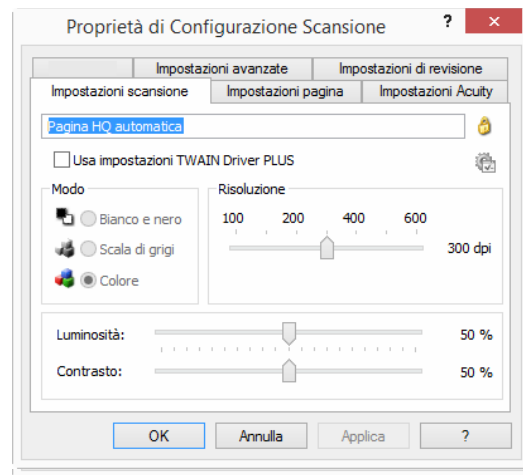 Proprietà di Configurazione Scansione ? ×
Impostazioni avanzate Impostazioni di revisione
Impostazioni scansione Impostazioni pagina Impostazioni Acuity
Pagina HQ automatica
Usa impostazioni TWAIN Driver PLUS
Modo Risoluzione
Bianco e nero 100 200 400 600
Scala di grigi 300 dpi
Colore
Luminosità: 50 %
Contrasto: 50 %
OK Annulla Applica ?